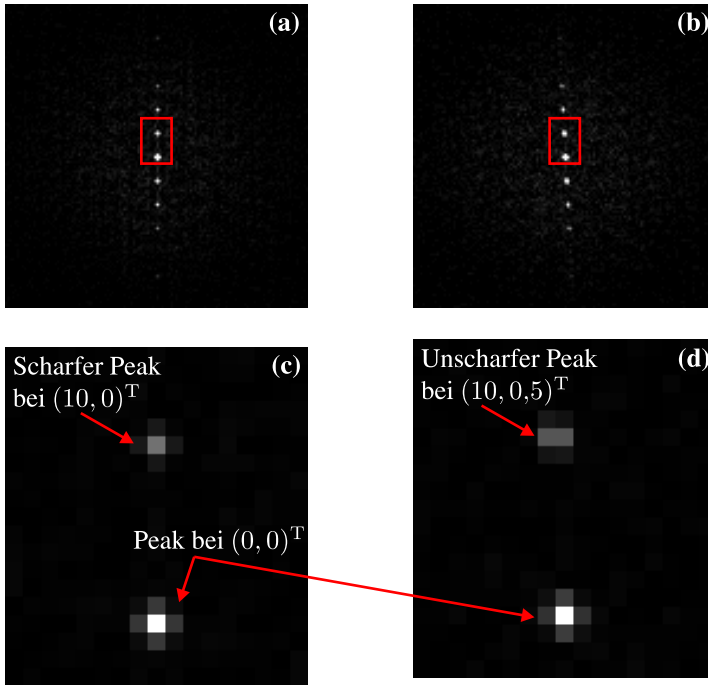 (a)
(b)
Scharfer Peak
bei (10, 0)ᵀ
(c)
Peak bei (0, 0)ᵀ
Unscharfer Peak
bei (10, 0,5)ᵀ
(d)